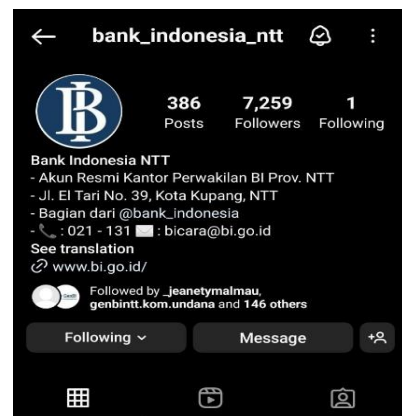 bank_indonesia_ntt
BI
386 7,259 1
Posts Followers Following
Bank Indonesia NTT
- Akun Resmi Kantor Perwakilan BI Prov. NTT
- Jl. El Tari No. 39, Kota Kupang, NTT
- Bagian dari @bank_indonesia
- 📞 : 021 - 131 ✉️ : bicara@bi.go.id
See translation
www.bi.go.id/
Followed by _jeanetymalmau,
genbintt.kom.undana and 146 others
Following Message